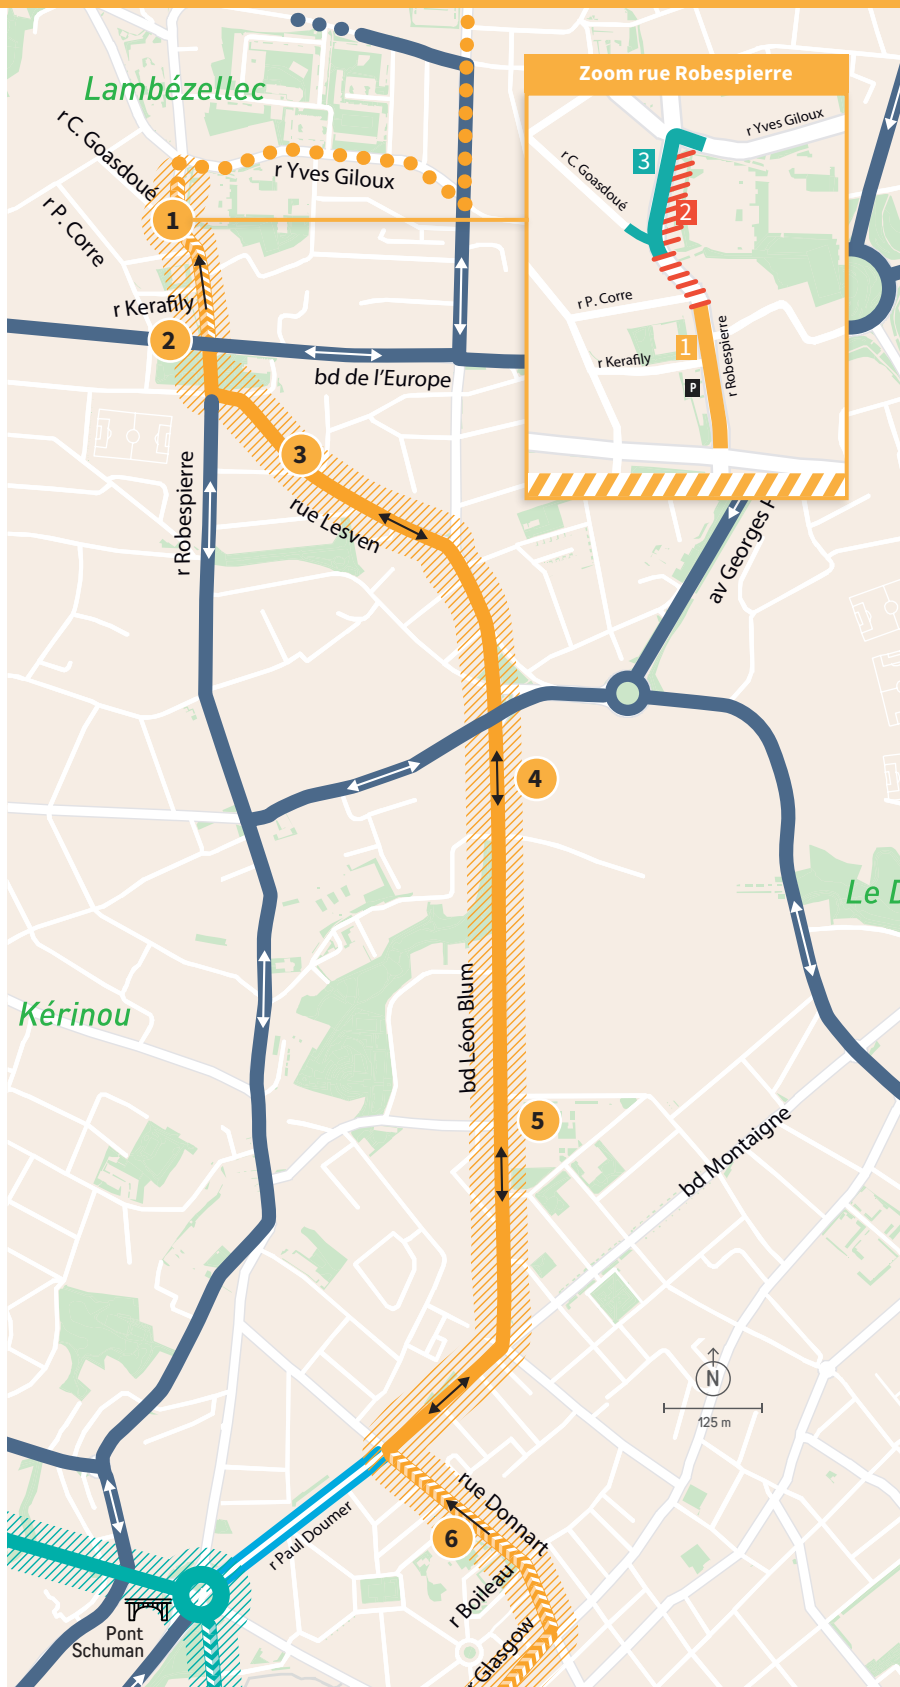 Lambézellec
r C. Goasdoué
r P. Corre
r Yves Giloux
1
r Kerafily
2
bd de l'Europe
3
rue Lesven
r Robespierre
Zoom rue Robespierre
r Yves Giloux
r C. Goasdoué
3
2
r P. Corre
1
r Kerafily
P
r Robespierre
av Georges
4
Le
Kérinou
bd Léon Blum
5
bd Montaigne
N
125 m
rue Donnart
6
r Paul Doumer
r Boileau
r Glasgow
Pont
Schuman